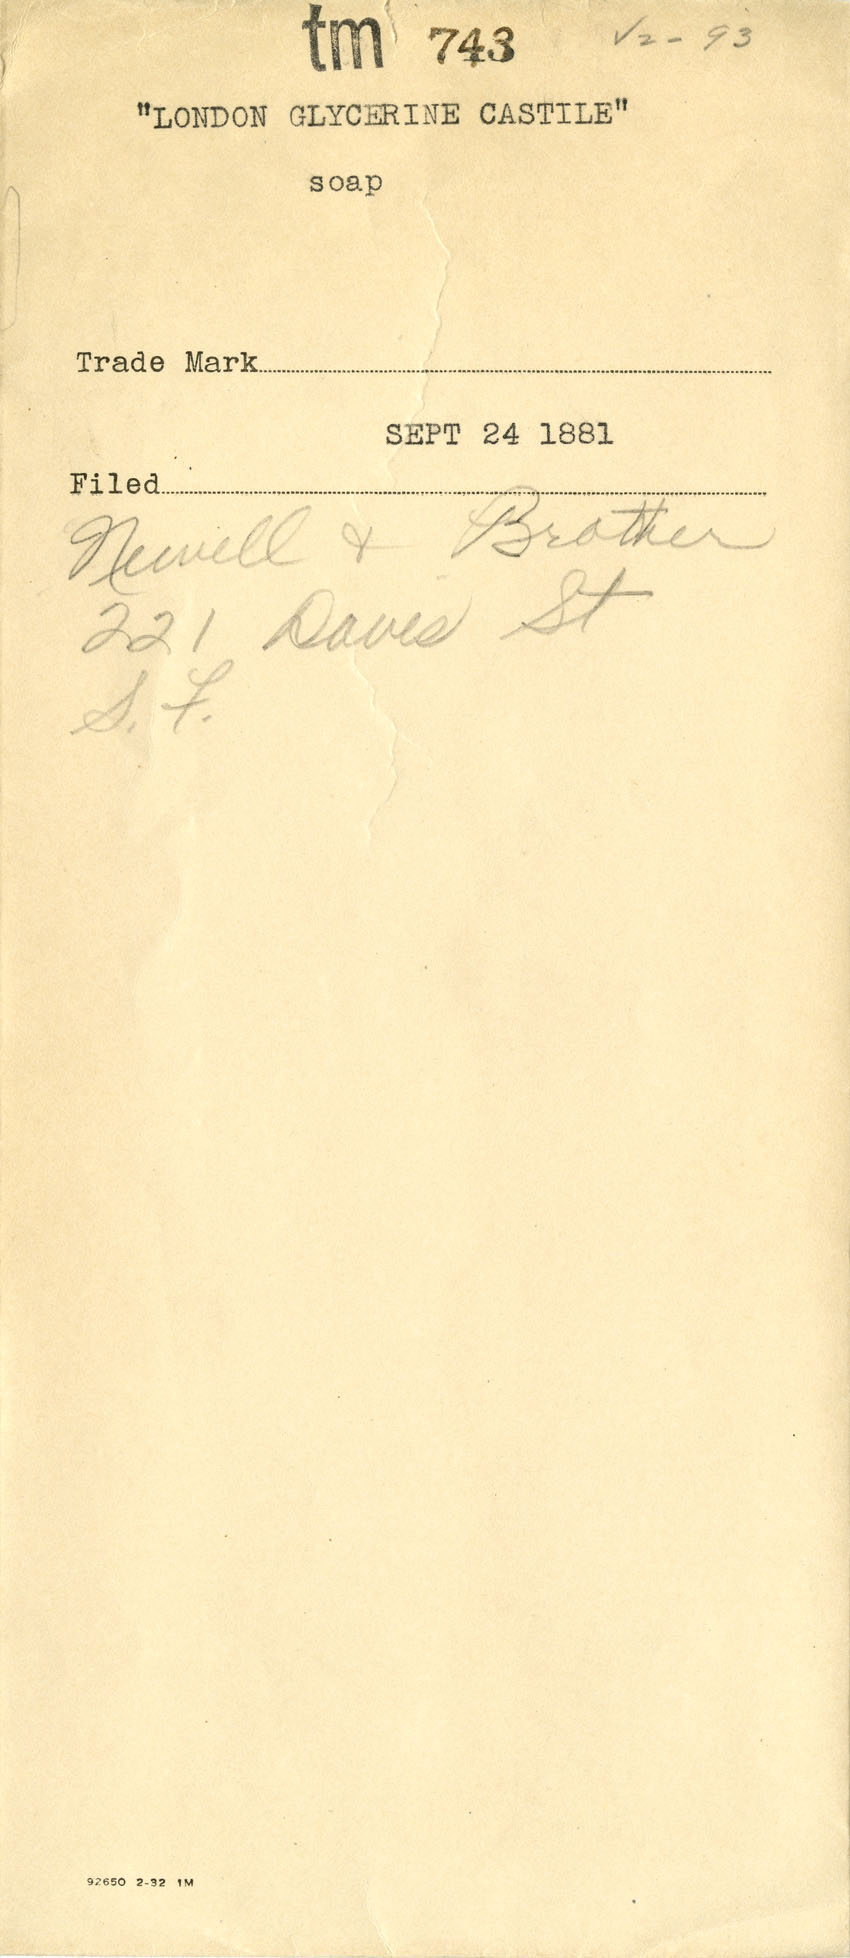 tm 743 √2-93
"LONDON GLYCERINE CASTILE"
soap
Trade Mark
SEPT 24 1881
Filed
Newell & Brother
221 Davis St
S. F.
92650 2-32 1M